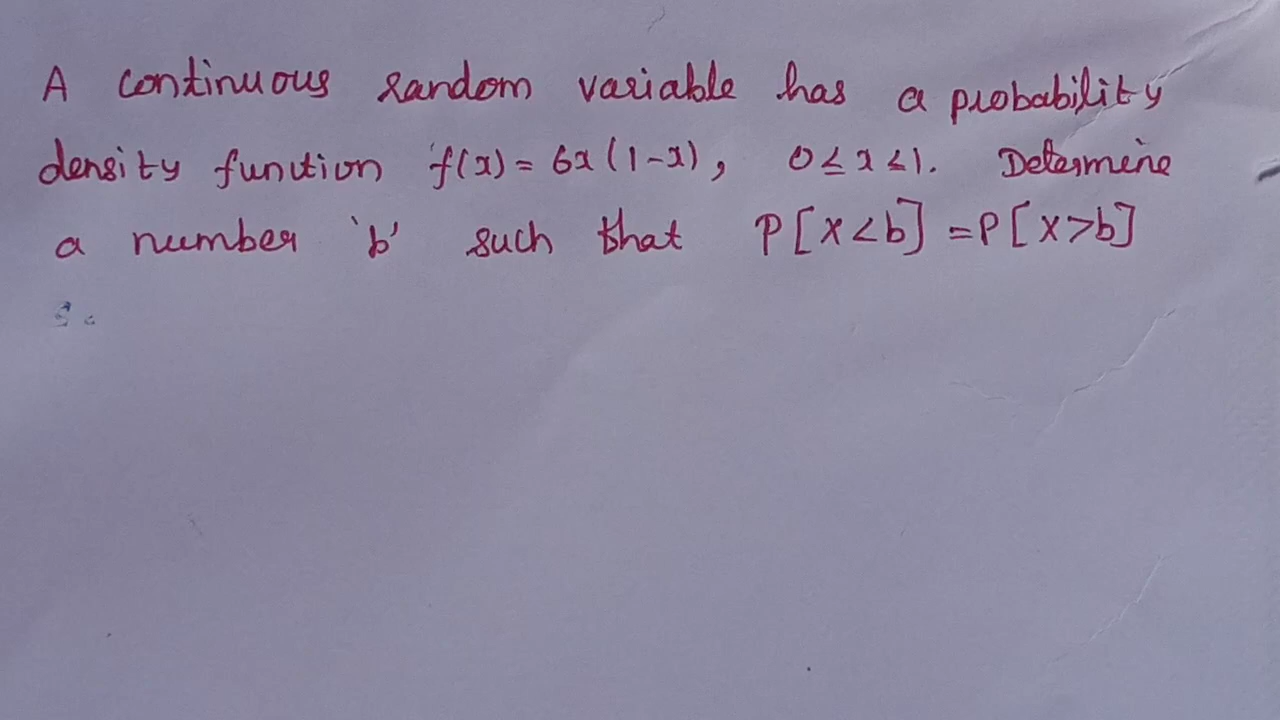 A continuous random variable has a probability
density function f(x) = 6x(1-x), 0≤x≤1. Determine
a number 'b' such that P[X<b] = P[X>b]